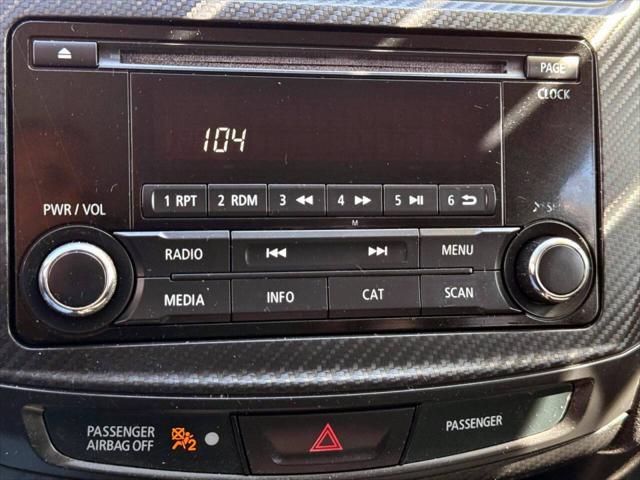 PAGE
CLOCK
104
1 RPT 2 RDM 3 4 5 6
PWR / VOL
M
RADIO MENU
MEDIA INFO CAT SCAN
PASSENGER
AIRBAG OFF
2
PASSENGER